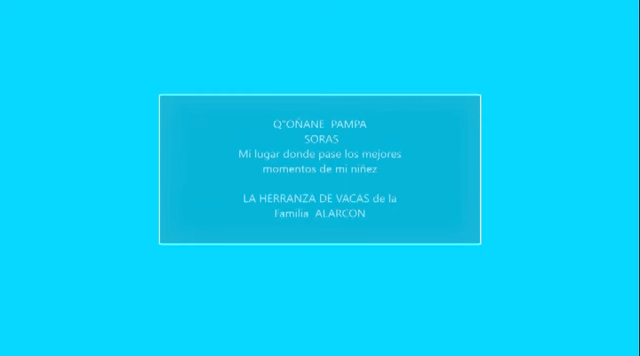 Q"OÑANE PAMPA
SORAS
Mi lugar donde pase los mejores
momentos de mi niñez
LA HERRANZA DE VACAS de la
Familia ALARCON